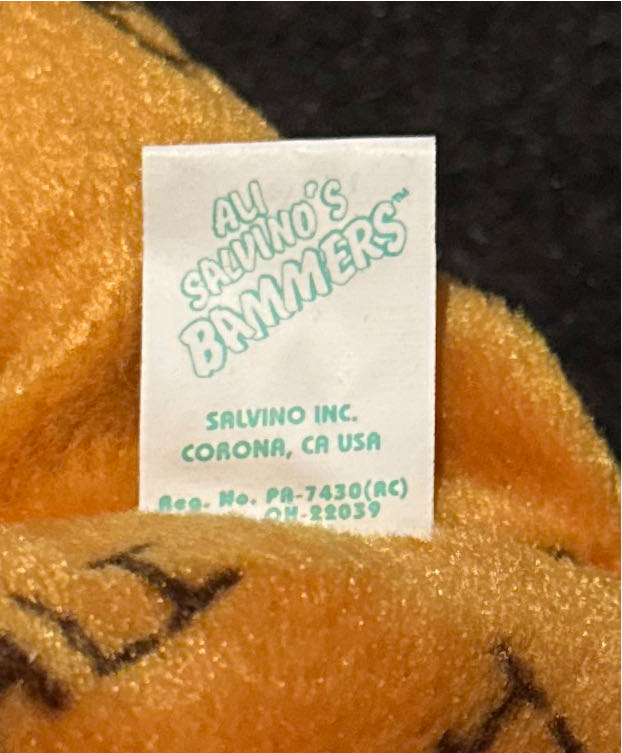 ALI
SALVINO'S
BAMMERS™
SALVINO INC.
CORONA, CA USA
Reg. No. PA-7430(RC)
OH-22039